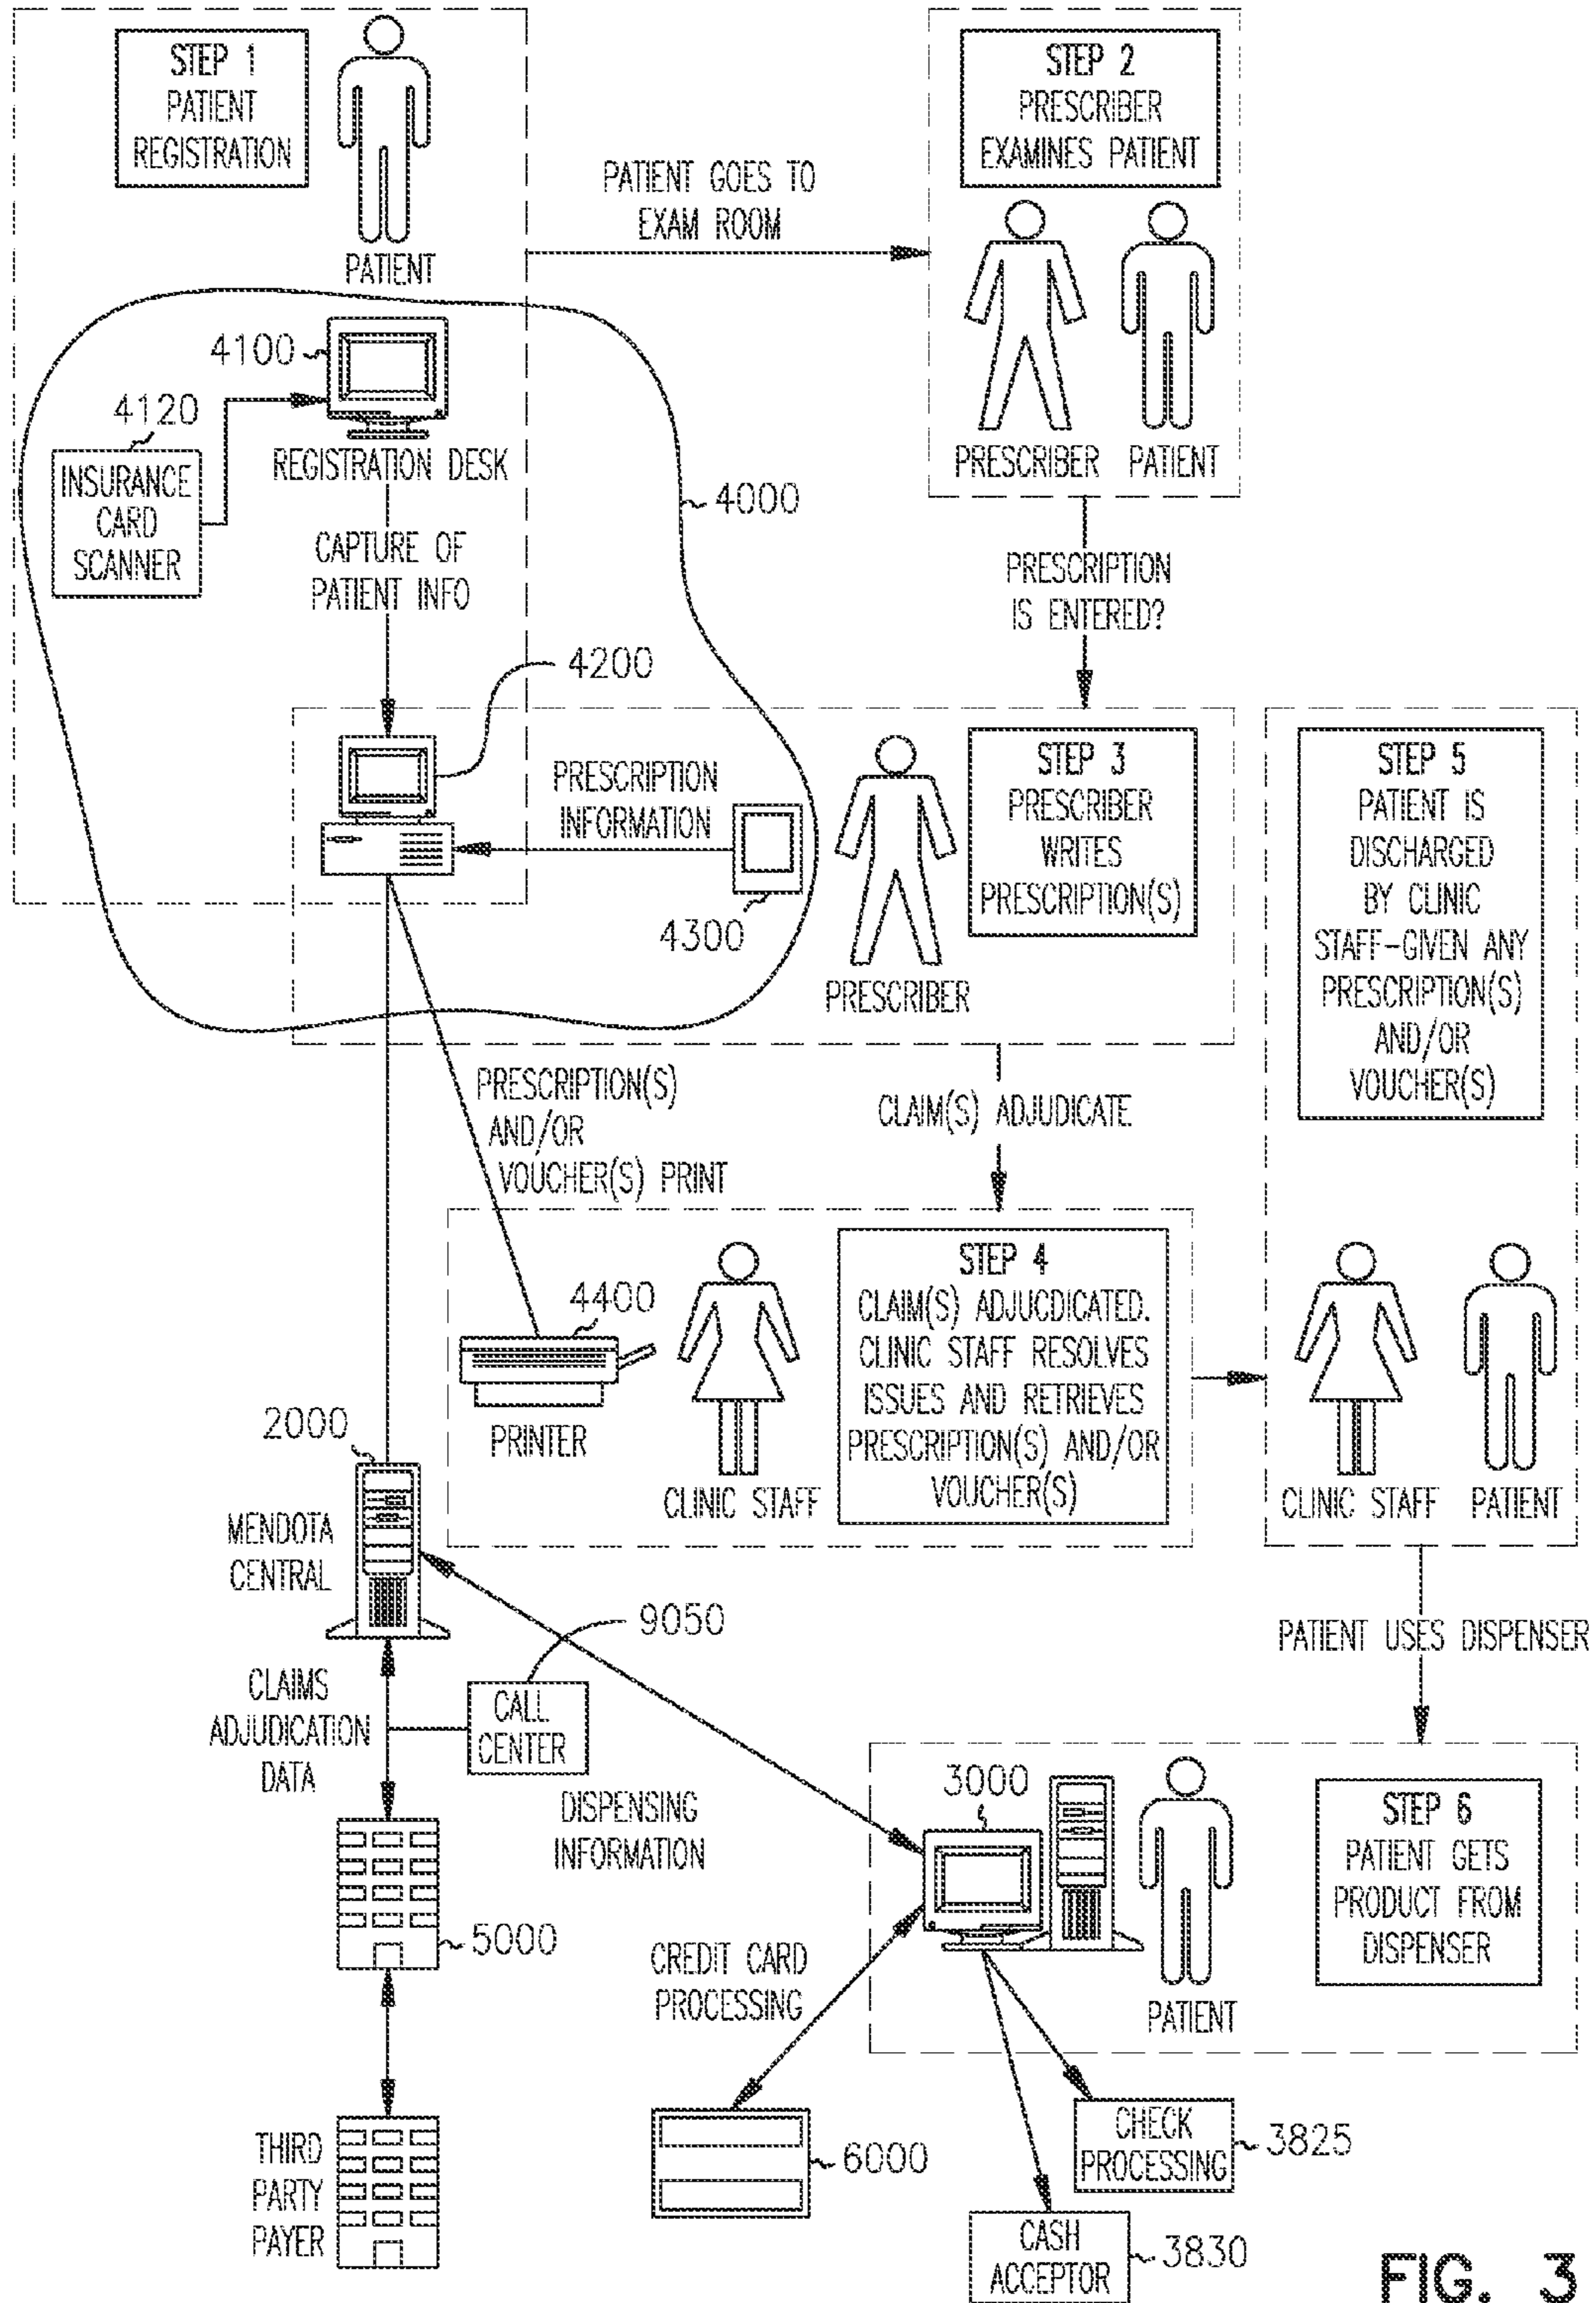 STEP 1
PATIENT
REGISTRATION
PATIENT
PATIENT GOES TO
EXAM ROOM
STEP 2
PRESCRIBER
EXAMINES PATIENT
PRESCRIBER
PATIENT
4100
4120
INSURANCE
CARD
SCANNER
REGISTRATION DESK
4000
CAPTURE OF
PATIENT INFO
PRESCRIPTION
IS ENTERED?
4200
PRESCRIPTION
INFORMATION
4300
PRESCRIBER
STEP 3
PRESCRIBER
WRITES
PRESCRIPTION(S)
STEP 5
PATIENT IS
DISCHARGED
BY CLINIC
STAFF-GIVEN ANY
PRESCRIPTION(S)
AND/OR
VOUCHER(S)
PRESCRIPTION(S)
AND/OR
VOUCHER(S) PRINT
CLAIM(S) ADJUDICATE
4400
PRINTER
CLINIC STAFF
STEP 4
CLAIM(S) ADJUCDICATED.
CLINIC STAFF RESOLVES
ISSUES AND RETRIEVES
PRESCRIPTION(S) AND/OR
VOUCHER(S)
CLINIC STAFF
PATIENT
2000
MENDOTA
CENTRAL
9050
CALL
CENTER
CLAIMS
ADJUDICATION
DATA
PATIENT USES DISPENSER
DISPENSING
INFORMATION
3000
PATIENT
STEP 6
PATIENT GETS
PRODUCT FROM
DISPENSER
5000
CREDIT CARD
PROCESSING
THIRD
PARTY
PAYER
6000
CHECK
PROCESSING
3825
CASH
ACCEPTOR
3830
FIG. 3